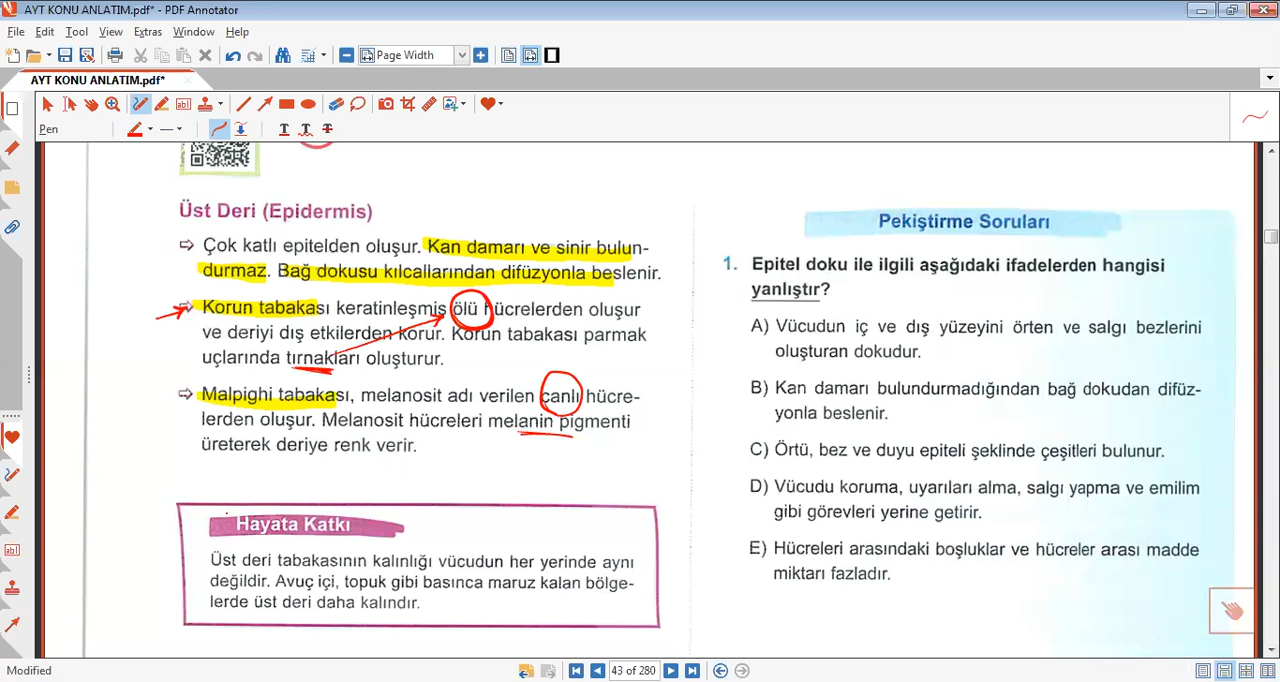 AYT KONU ANLATIM.pdf* - PDF Annotator
File Edit Tool View Extras Window Help
Page Width
AYT KONU ANLATIM.pdf*
Pen
Üst Deri (Epidermis)
Çok katlı epitelden oluşur. Kan damarı ve sinir bulun-
durmaz. Bağ dokusu kılcallarından difüzyonla beslenir.
Korun tabakası keratinleşmiş ölü hücrelerden oluşur
ve deriyi dış etkilerden korur. Korun tabakası parmak
uçlarında tırnakları oluşturur.
Malpighi tabakası, melanosit adı verilen canlı hücre-
lerden oluşur. Melanosit hücreleri melanin pigmenti
üreterek deriye renk verir.
Hayata Katkı
Üst deri tabakasının kalınlığı vücudun her yerinde aynı
değildir. Avuç içi, topuk gibi basınca maruz kalan bölge-
lerde üst deri daha kalındır.
Pekiştirme Soruları
1. Epitel doku ile ilgili aşağıdaki ifadelerden hangisi
yanlıştır?
A) Vücudun iç ve dış yüzeyini örten ve salgı bezlerini
oluşturan dokudur.
B) Kan damarı bulundurmadığından bağ dokudan difüz-
yonla beslenir.
C) Örtü, bez ve duyu epiteli şeklinde çeşitleri bulunur.
D) Vücudu koruma, uyarıları alma, salgı yapma ve emilim
gibi görevleri yerine getirir.
E) Hücreleri arasındaki boşluklar ve hücreler arası madde
miktarı fazladır.
Modified
43 of 280